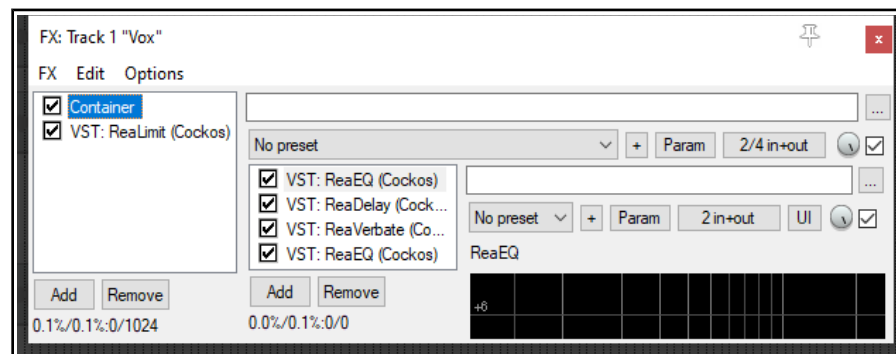 FX: Track 1 "Vox"
x
FX Edit Options
Container
VST: ReaLimit (Cockos)
...
No preset + Param 2/4 in+out
VST: ReaEQ (Cockos)
VST: ReaDelay (Cock...
VST: ReaVerbate (Co...
VST: ReaEQ (Cockos)
...
No preset + Param 2 in+out UI
ReaEQ
+6
Add Remove
0.1%/0.1%:0/1024
Add Remove
0.0%/0.1%:0/0